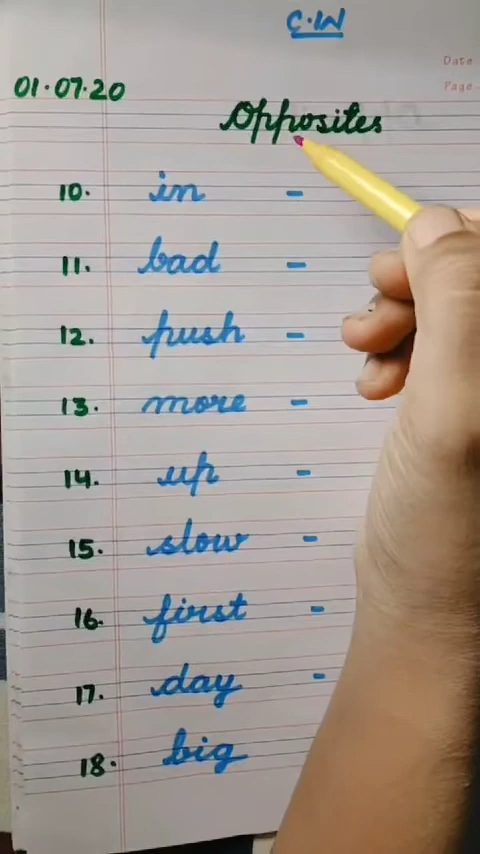 C.W
Date
Page
01.07.20
Opposites
10. in -
11. bad -
12. push -
13. more -
14. up -
15. slow -
16. first -
17. day -
18. big